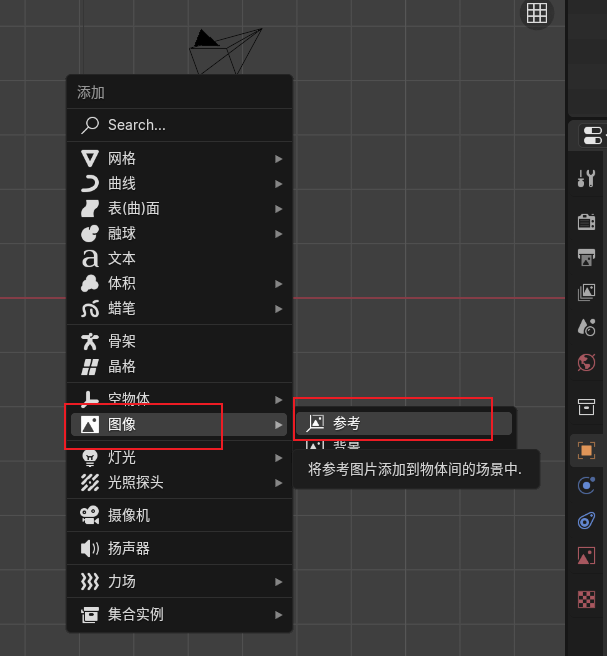 添加
Search...
网格
曲线
表(曲)面
融球
文本
体积
蜡笔
骨架
晶格
空物体
图像
参考
背景
将参考图片添加到物体间的场景中.
灯光
光照探头
摄像机
扬声器
力场
集合实例